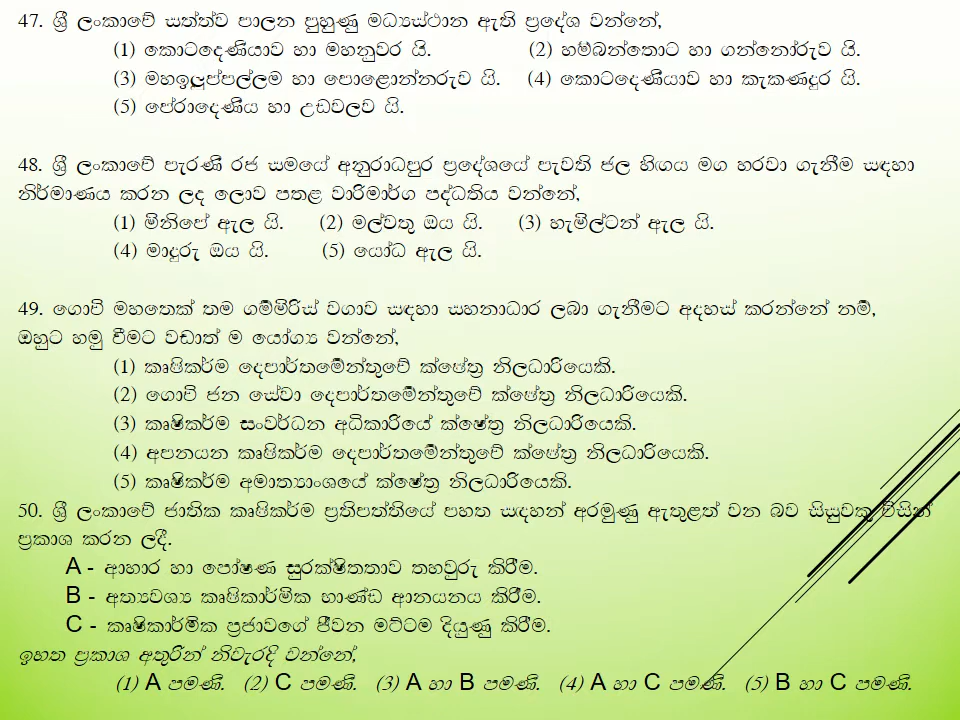 47. ශ්‍රී ලංකාවේ සත්ත්ව පාලන පුහුණු මධ්‍යස්ථාන ඇති ප්‍රදේශ වන්නේ,
(1) කොටදෙණියාව හා මහනුවර යි. (2) හම්බන්තොට හා ගන්නෝරුව යි.
(3) මහඉලුප්පල්ලම හා පොළොන්නරුව යි. (4) කොටදෙණියාව හා කැකණදුර යි.
(5) පේරාදෙණිය හා උඩවලව යි.
48. ශ්‍රී ලංකාවේ පැරණි රජ සමයේ අනුරාධපුර ප්‍රදේශයේ පැවති ජල හිඟය මග හරවා ගැනීම සඳහා
නිර්මාණය කරන ලද ලොව පතළ වාරිමාර්ග පද්ධතිය වන්නේ,
(1) මිනිපේ ඇල යි. (2) මල්වතු ඔය යි. (3) හැමිල්ටන් ඇල යි.
(4) මාදුරු ඔය යි. (5) යෝධ ඇල යි.
49. ගොවි මහතෙක් තම ගම්මිරිස් වගාව සඳහා සහනාධාර ලබා ගැනීමට අදහස් කරන්නේ නම්,
ඔහුට හමු වීමට වඩාත් ම යෝග්‍ය වන්නේ,
(1) කෘෂිකර්ම දෙපාර්තමේන්තුවේ ක්ෂේත්‍ර නිලධාරියෙකි.
(2) ගොවි ජන සේවා දෙපාර්තමේන්තුවේ ක්ෂේත්‍ර නිලධාරියෙකි.
(3) කෘෂිකර්ම සංවර්ධන අධිකාරියේ ක්ෂේත්‍ර නිලධාරියෙකි.
(4) අපනයන කෘෂිකර්ම දෙපාර්තමේන්තුවේ ක්ෂේත්‍ර නිලධාරියෙකි.
(5) කෘෂිකර්ම අමාත්‍යාංශයේ ක්ෂේත්‍ර නිලධාරියෙකි.
50. ශ්‍රී ලංකාවේ ජාතික කෘෂිකර්ම ප්‍රතිපත්තියේ පහත සඳහන් අරමුණු ඇතුළත් වන බව සිසුවකු විසින්
ප්‍රකාශ කරන ලදී.
A - ආහාර හා පෝෂණ සුරක්ෂිතතාව තහවුරු කිරීම.
B - අත්‍යවශ්‍ය කෘෂිකාර්මික භාණ්ඩ ආනයනය කිරීම.
C - කෘෂිකාර්මික ප්‍රජාවගේ ජීවන මට්ටම දියුණු කිරීම.
ඉහත ප්‍රකාශ අතුරින් නිවැරදි වන්නේ,
(1) A පමණි. (2) C පමණි. (3) A හා B පමණි. (4) A හා C පමණි. (5) B හා C පමණි.